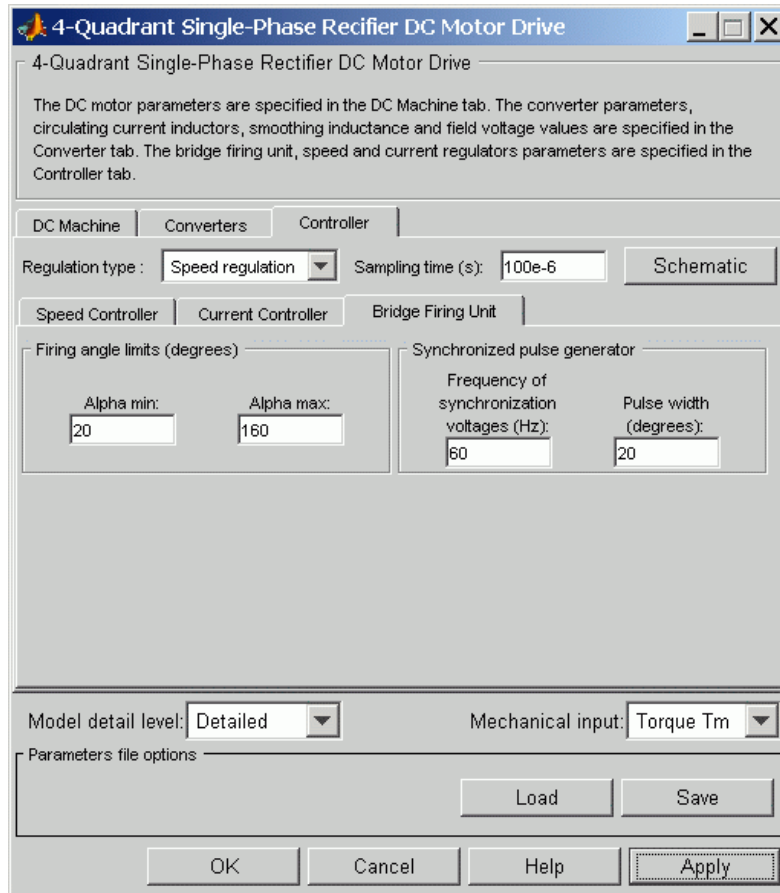 4-Quadrant Single-Phase Recifier DC Motor Drive
4-Quadrant Single-Phase Rectifier DC Motor Drive
The DC motor parameters are specified in the DC Machine tab. The converter parameters,
circulating current inductors, smoothing inductance and field voltage values are specified in the
Converter tab. The bridge firing unit, speed and current regulators parameters are specified in the
Controller tab.
DC Machine Converters Controller
Regulation type : Speed regulation Sampling time (s): 100e-6 Schematic
Speed Controller Current Controller Bridge Firing Unit
Firing angle limits (degrees)
Alpha min: Alpha max:
20 160
Synchronized pulse generator
Frequency of
synchronization
voltages (Hz):
60
Pulse width
(degrees):
20
Model detail level: Detailed Mechanical input: Torque Tm
Parameters file options
Load Save
OK Cancel Help Apply